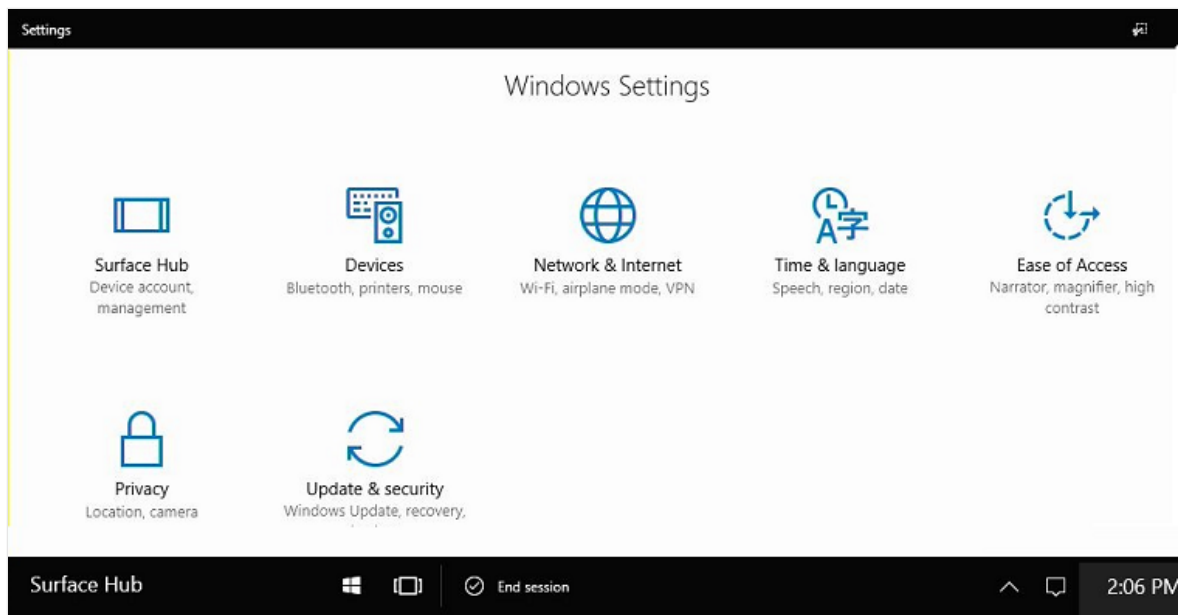 Settings
Windows Settings
Surface Hub
Device account,
management
Devices
Bluetooth, printers, mouse
Network & Internet
Wi-Fi, airplane mode, VPN
Time & language
Speech, region, date
Ease of Access
Narrator, magnifier, high
contrast
Privacy
Location, camera
Update & security
Windows Update, recovery,
Surface Hub
End session
2:06 PM